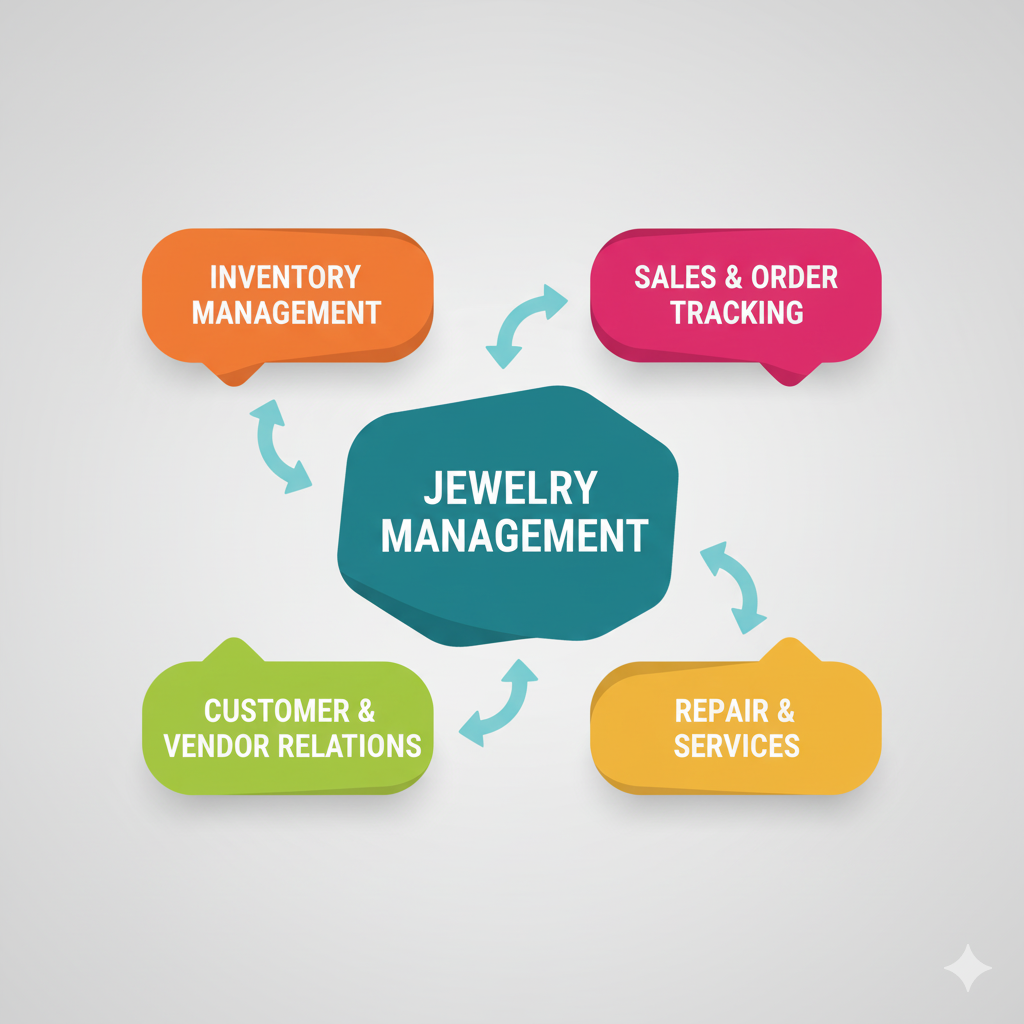 INVENTORY
MANAGEMENT
SALES & ORDER
TRACKING
JEWELRY
MANAGEMENT
CUSTOMER &
VENDOR RELATIONS
REPAIR &
SERVICES